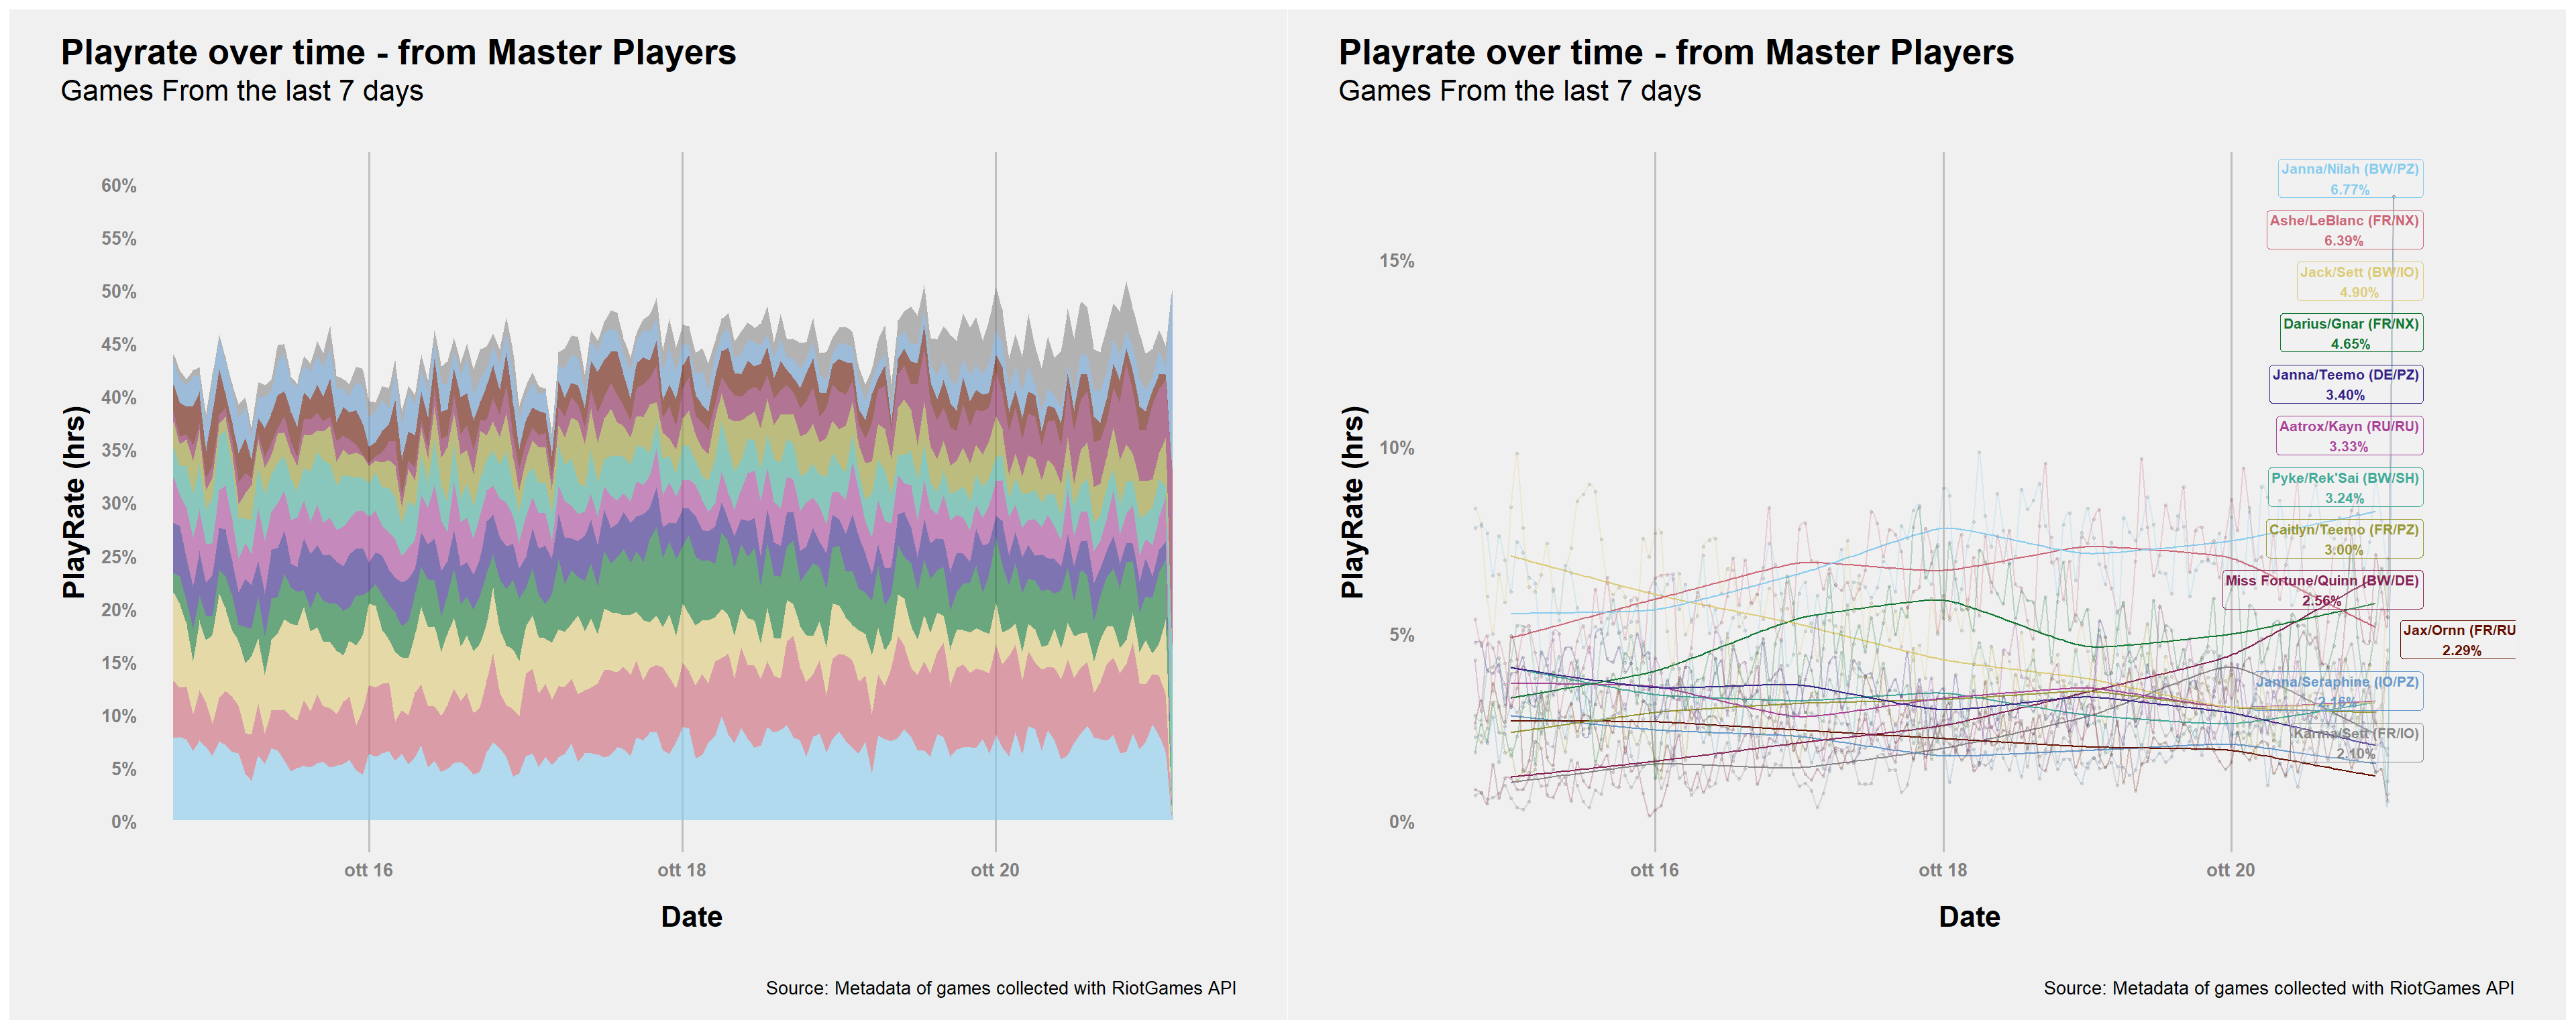 Playrate over time - from Master Players
Games From the last 7 days
60%
55%
50%
45%
40%
35%
30%
25%
20%
15%
10%
5%
0%
PlayRate (hrs)
ott 16
ott 18
ott 20
Date
Source: Metadata of games collected with RiotGames API
Playrate over time - from Master Players
Games From the last 7 days
15%
10%
5%
0%
PlayRate (hrs)
Janna/Nilah (BW/PZ)
6.77%
Ashe/LeBlanc (FR/NX)
6.39%
Jack/Sett (BW/IO)
4.90%
Darius/Gnar (FR/NX)
4.65%
Janna/Teemo (DE/PZ)
3.40%
Aatrox/Kayn (RU/RU)
3.33%
Pyke/Rek'Sai (BW/SH)
3.24%
Caitlyn/Teemo (FR/PZ)
3.00%
Miss Fortune/Quinn (BW/DE)
2.56%
Jax/Ornn (FR/RU
2.29%
Janna/Seraphine (IO/PZ)
2.16%
Karma/Sett (FR/IO)
2.10%
ott 16
ott 18
ott 20
Date
Source: Metadata of games collected with RiotGames API